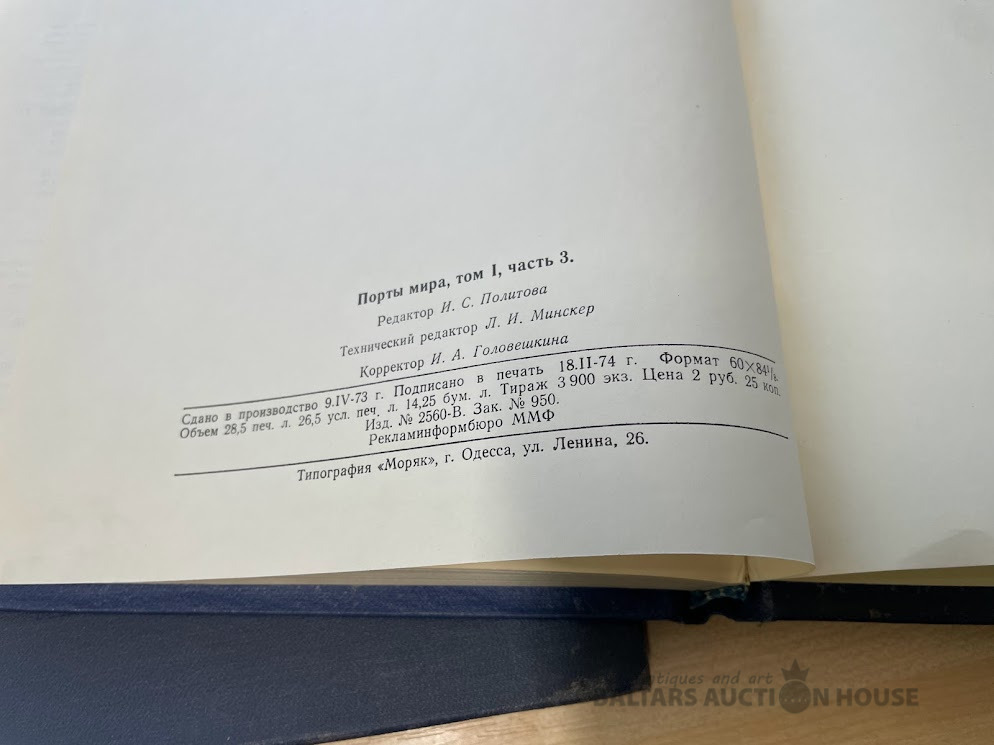 Порты мира, том I, часть 3.
Редактор И. С. Политова
Технический редактор Л. И. Минскер
Корректор И. А. Головешкина
Сдано в производство 9.IV-73 г. Подписано в печать 18.II-74 г. Формат 60×84¹/₈.
Объем 28,5 печ. л. 26,5 усл. печ. л. 14,25 бум. л. Тираж 3 900 экз. Цена 2 руб. 25 коп.
Изд. № 2560-В. Зак. № 950.
Рекламинформбюро ММФ
Типография «Моряк», г. Одесса, ул. Ленина, 26.
antiques and art
BALTARS AUCTION HOUSE